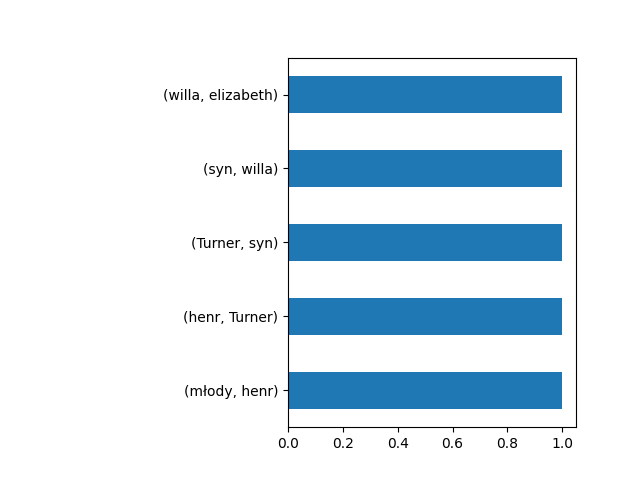 (willa, elizabeth)
(syn, willa)
(Turner, syn)
(henr, Turner)
(młody, henr)
0.0 0.2 0.4 0.6 0.8 1.0